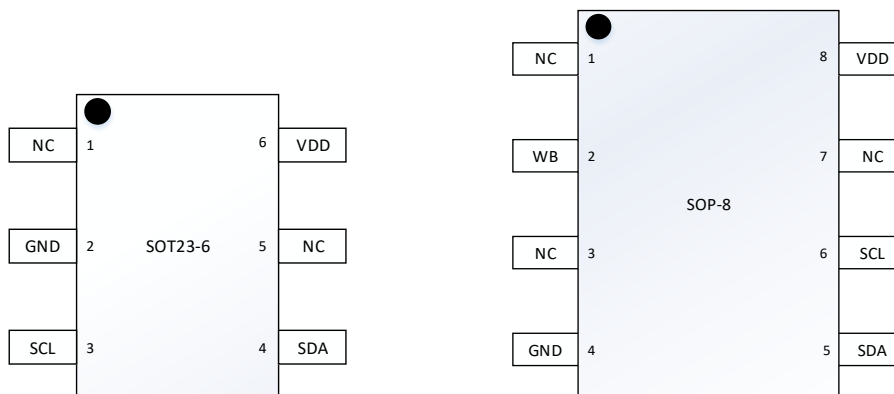 NC 1 6 VDD
GND 2 SOT23-6 5 NC
SCL 3 4 SDA
NC 1 8 VDD
WB 2 7 NC
SOP-8
NC 3 6 SCL
GND 4 5 SDA